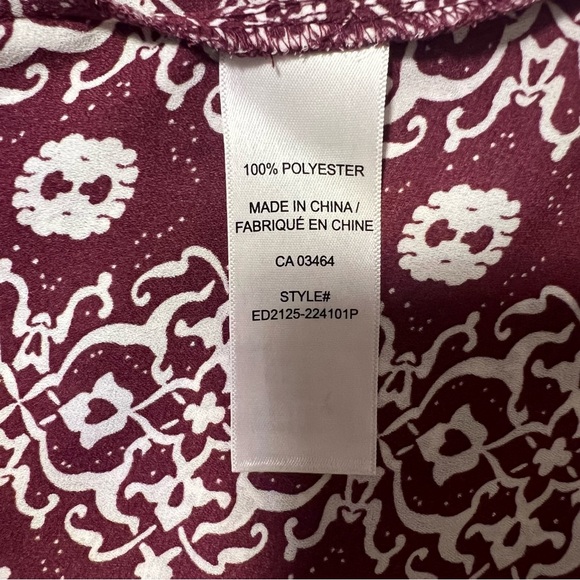 100% POLYESTER
MADE IN CHINA /
FABRIQUÉ EN CHINE
CA 03464
STYLE#
ED2125-224101P